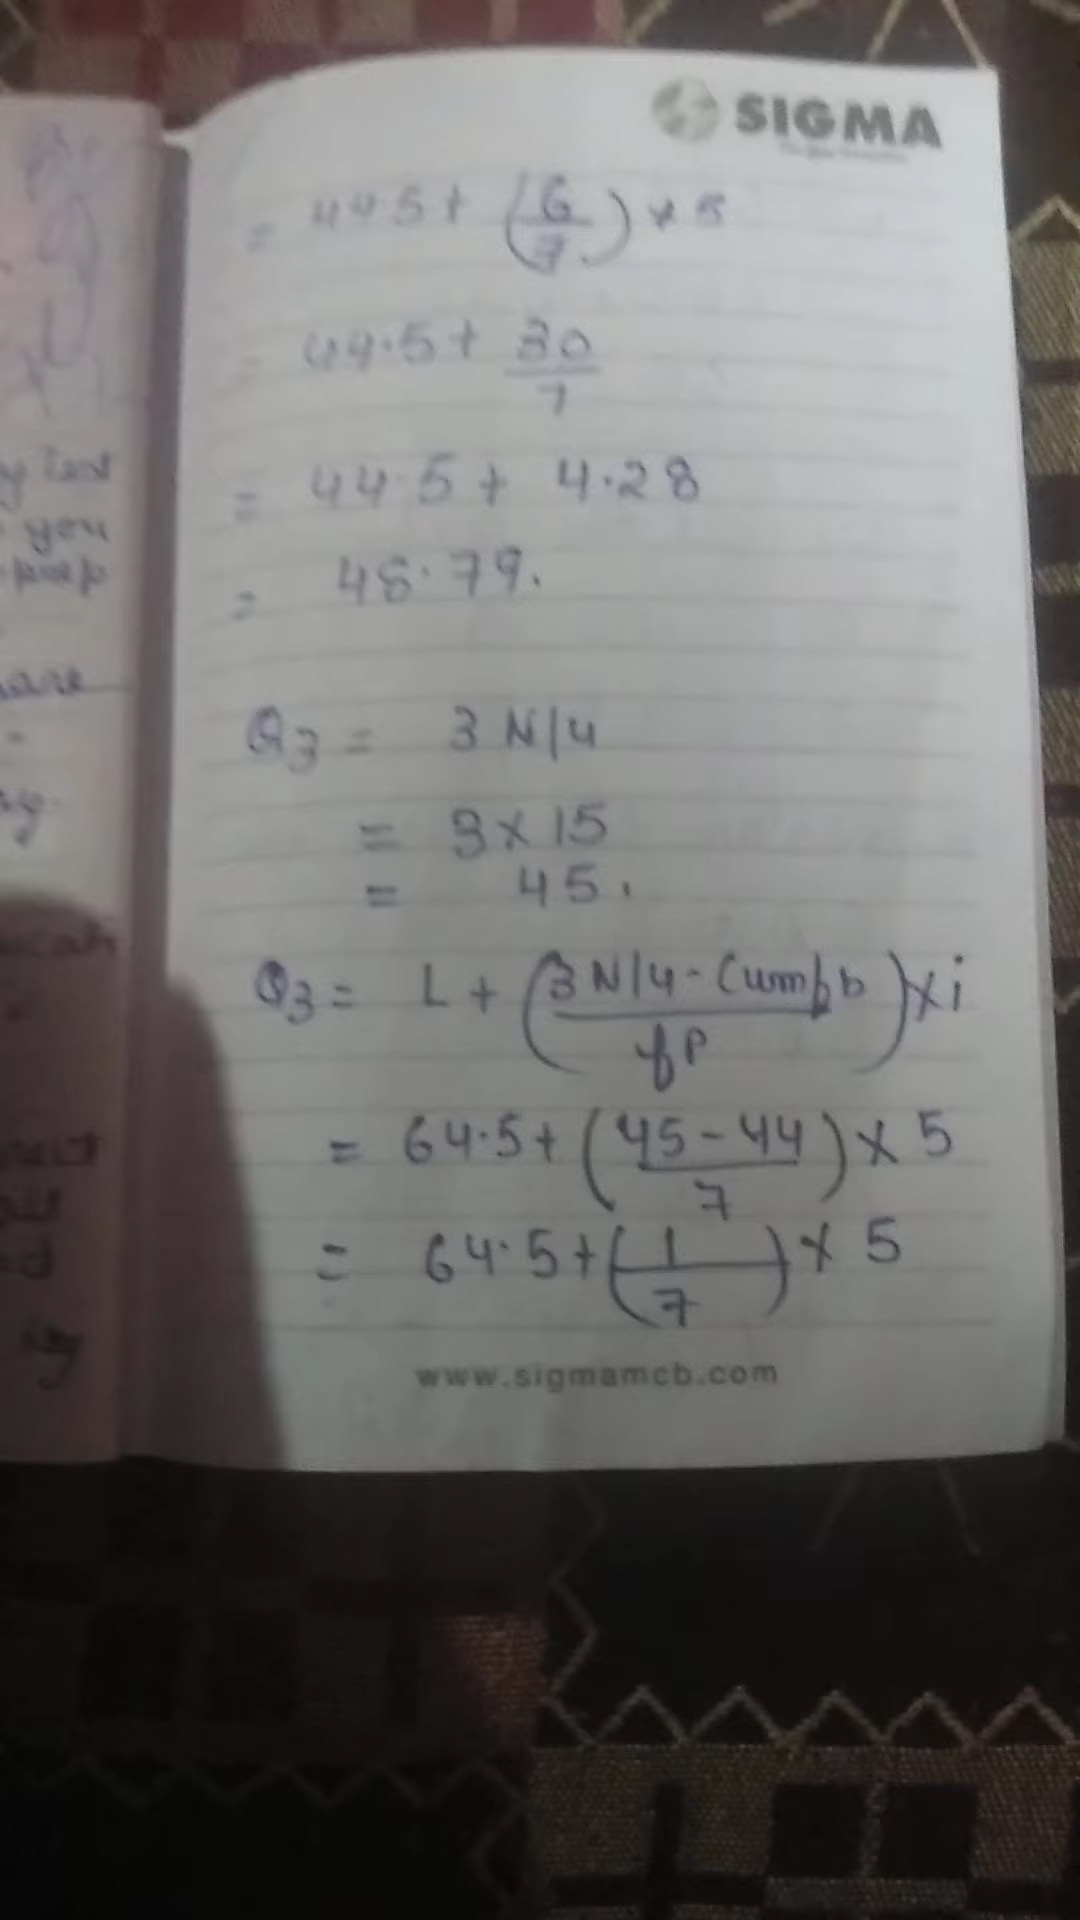 SIGMA
= 44.5 + (6/7) × 5
= 44.5 + 30/7
= 44.5 + 4.28
= 48.79.
Q3 = 3N/4
= 3 × 15
= 45.
Q3 = L + (3N/4 - Cumfb/fp) × i
= 64.5 + (45 - 44/7) × 5
= 64.5 + (1/7) × 5
www.sigmamcb.com
you